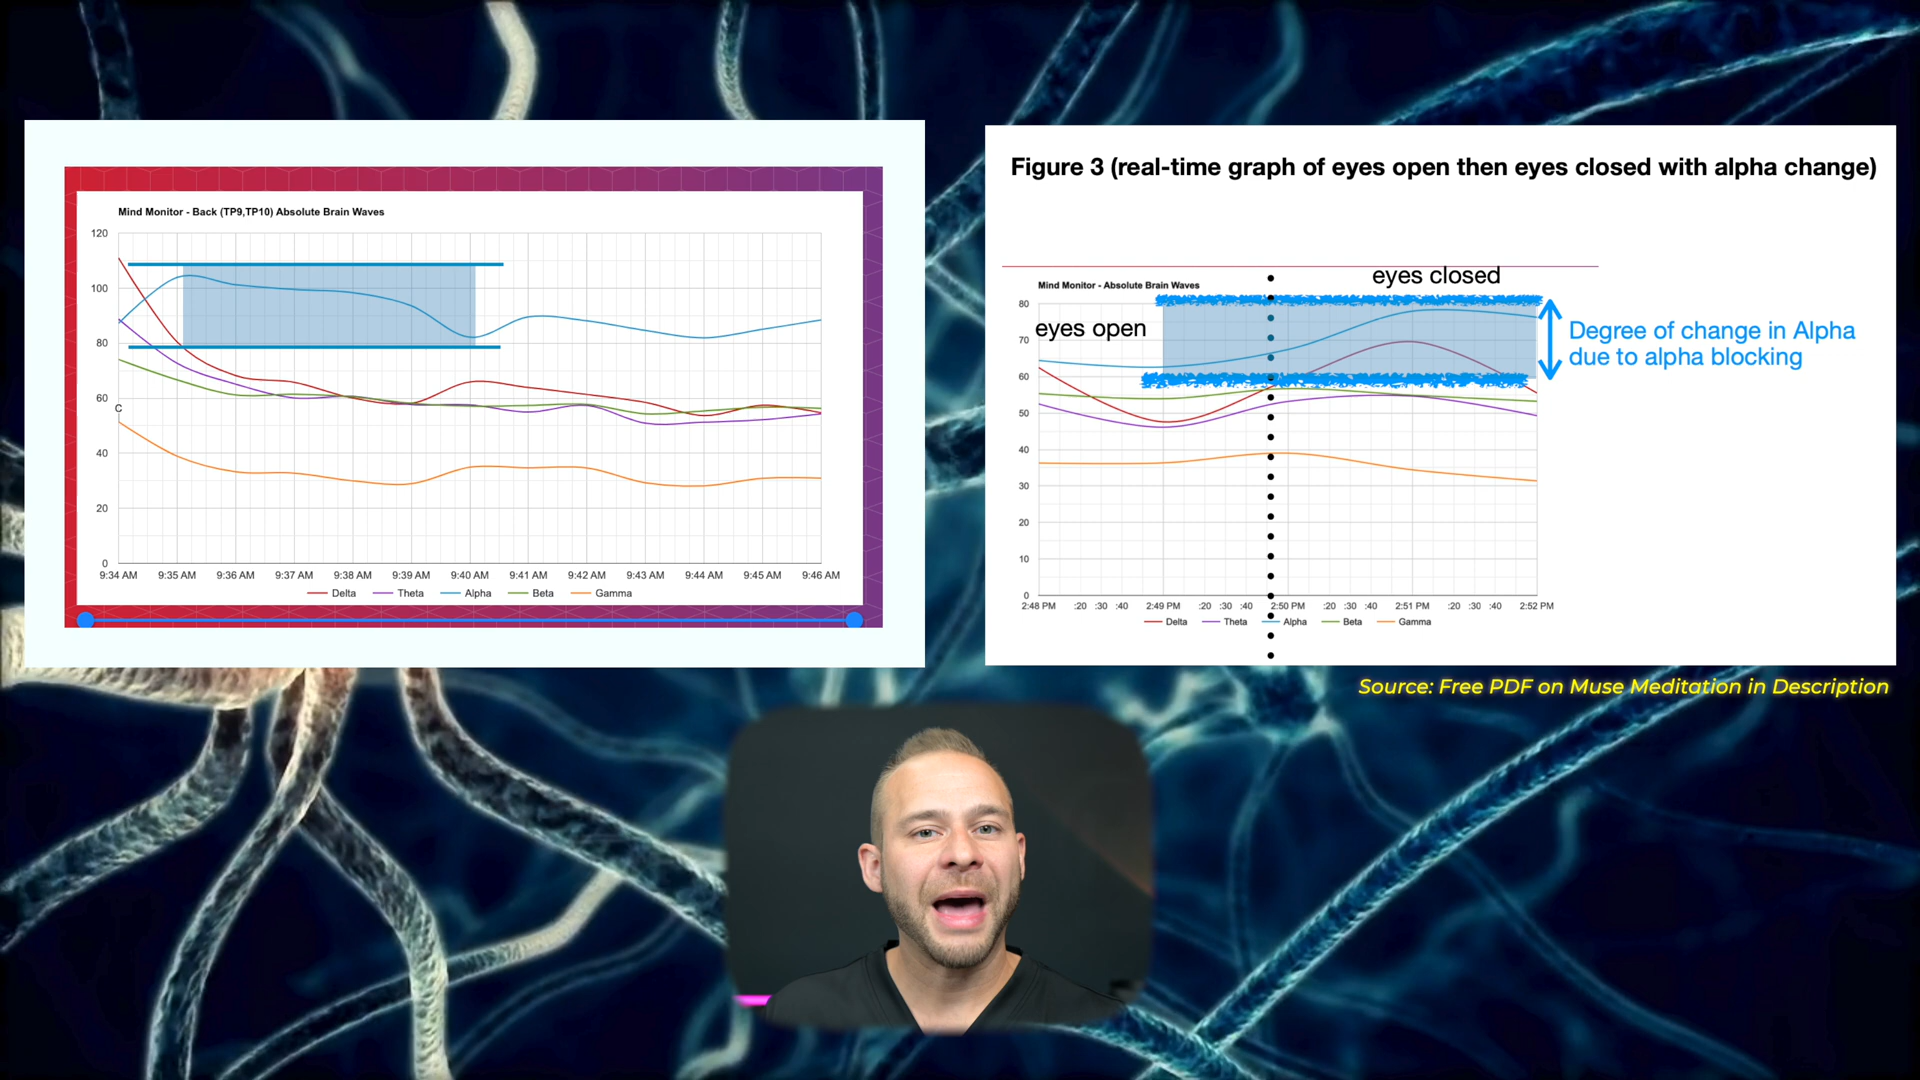 Mind Monitor - Back (TP9,TP10) Absolute Brain Waves
120
100
80
60
C
40
20
0
9:34 AM 9:35 AM 9:36 AM 9:37 AM 9:38 AM 9:39 AM 9:40 AM 9:41 AM 9:42 AM 9:43 AM 9:44 AM 9:45 AM 9:46 AM
Delta Theta Alpha Beta Gamma
Figure 3 (real-time graph of eyes open then eyes closed with alpha change)
eyes closed
Mind Monitor - Absolute Brain Waves
80
eyes open
70
60
50
40
30
20
10
0
Degree of change in Alpha
due to alpha blocking
2:48 PM :20 :30 :40 2:49 PM :20 :30 :40 2:50 PM :20 :30 :40 2:51 PM :20 :30 :40 2:52 PM
Delta Theta Alpha Beta Gamma
Source: Free PDF on Muse Meditation in Description